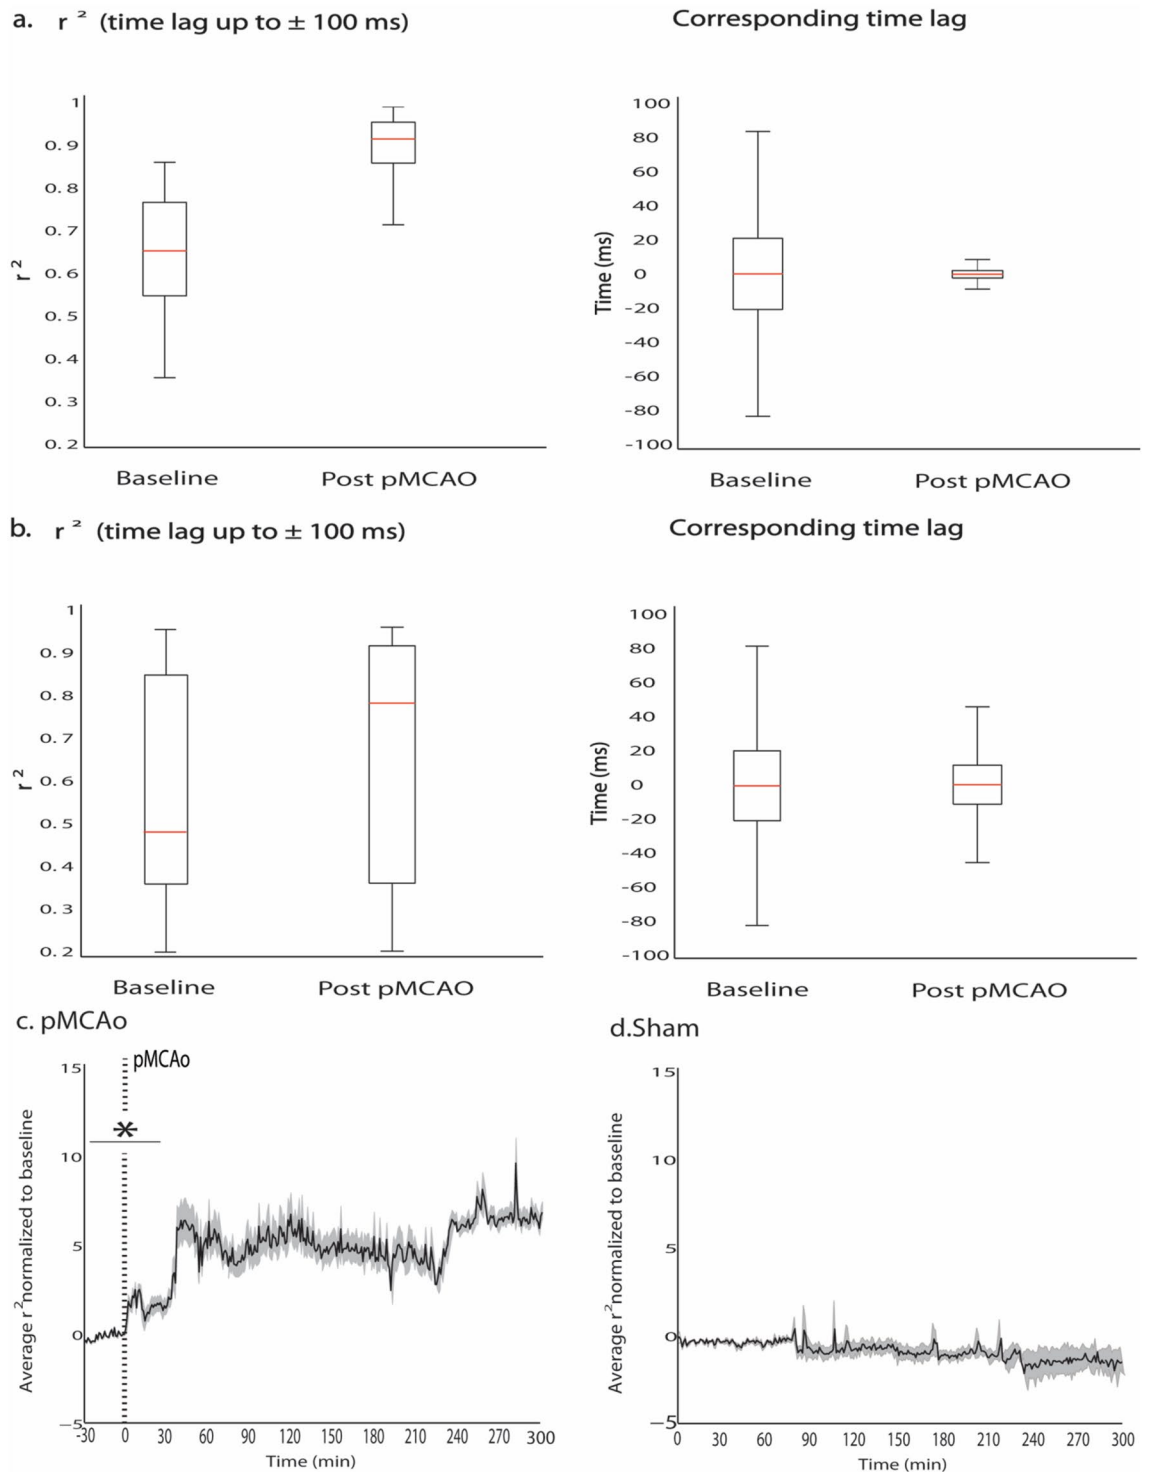 a. r ² (time lag up to ± 100 ms)
Corresponding time lag
1
0.9
0.8
0.7
0.6
0.5
0.4
0.3
0.2
r ²
Baseline
Post pMCAO
100
80
60
40
20
0
-20
-40
-60
-80
-100
Time (ms)
Baseline
Post pMCAO
b. r ² (time lag up to ± 100 ms)
Corresponding time lag
1
0.9
0.8
0.7
0.6
0.5
0.4
0.3
0.2
r ²
Baseline
Post pMCAO
100
80
60
40
20
0
-20
-40
-60
-80
-100
Time (ms)
Baseline
Post pMCAO
c. pMCAo
pMCAo
*
15
10
5
0
-5
Average r² normalized to baseline
-30 0 30 60 90 120 150 180 210 240 270 300
Time (min)
d.Sham
15
10
5
0
-5
Average r² normalized to baseline
0 30 60 90 120 150 180 210 240 270 300
Time (min)